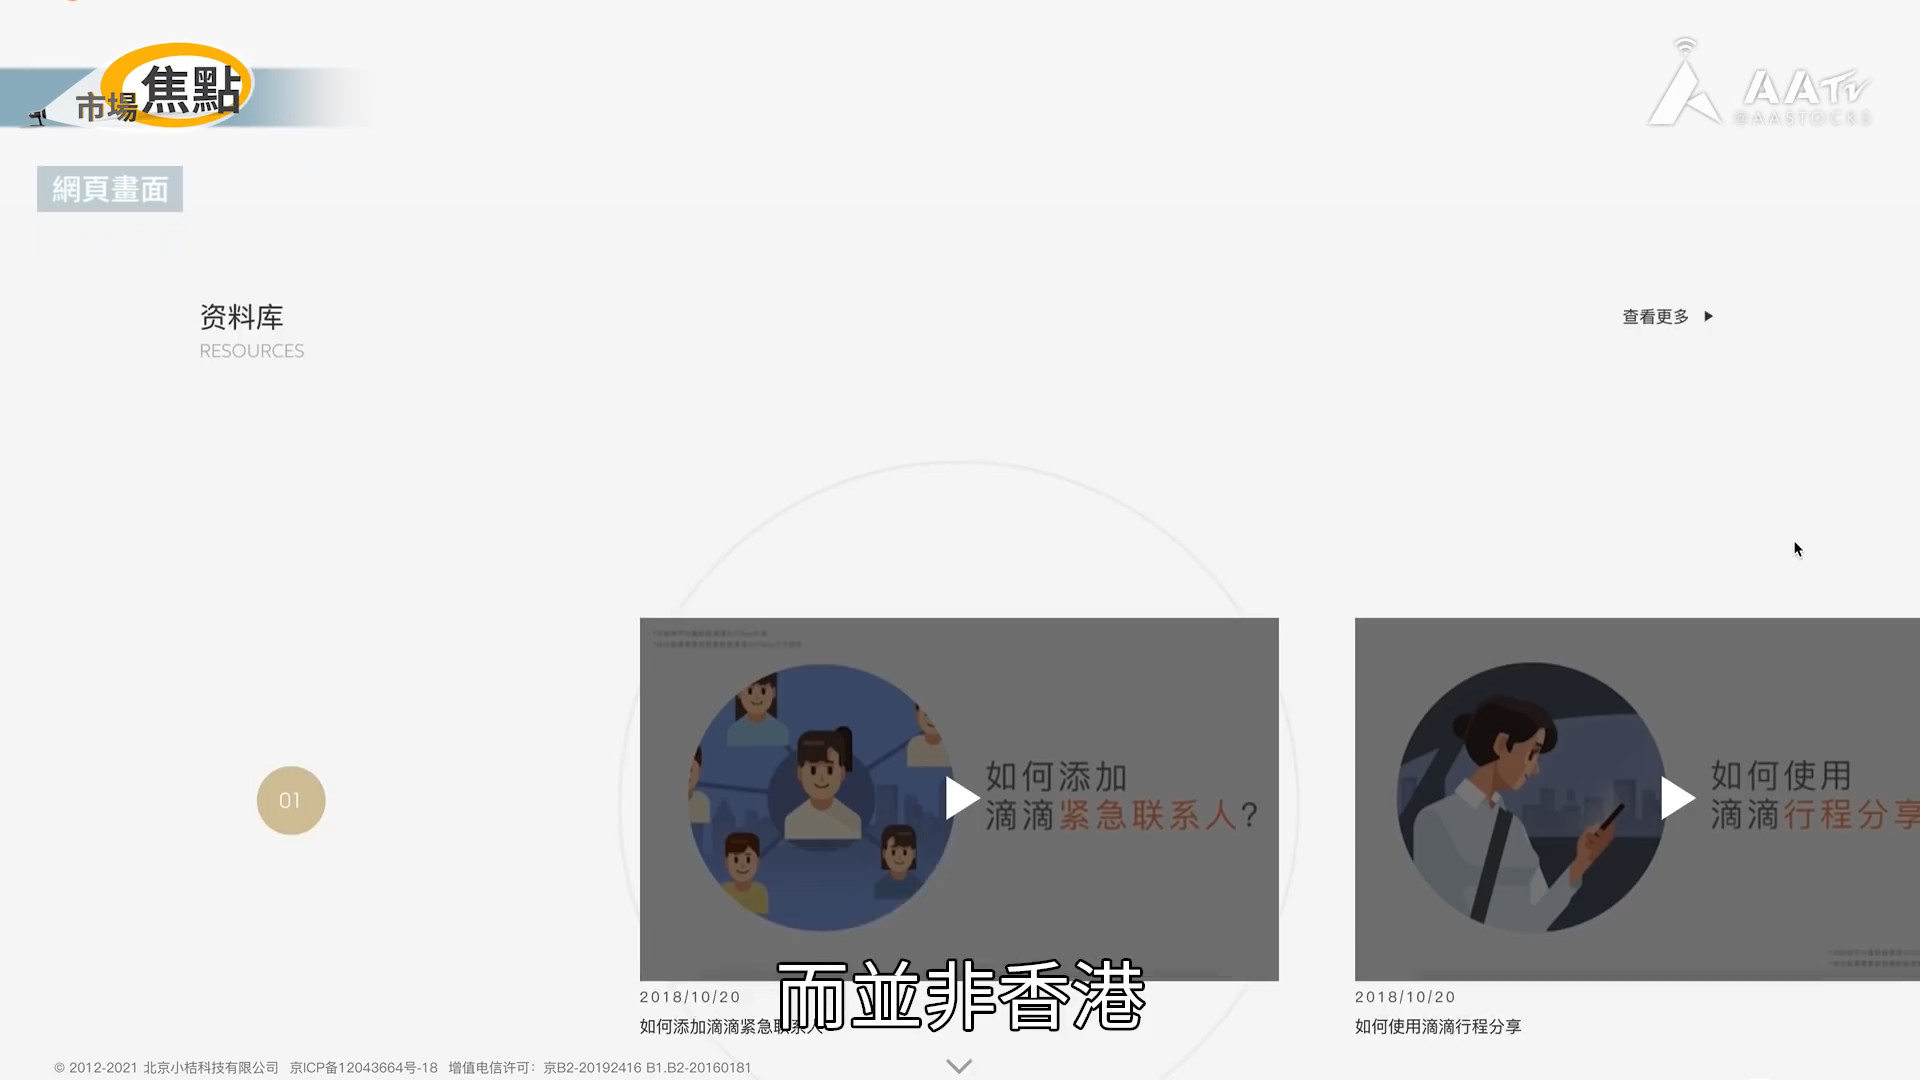 市場焦點
AATV
@AASTOCKS
網頁畫面
资料库
查看更多
RESOURCES
01
如何添加
滴滴紧急联系人?
如何使用
滴滴行程分享
2018/10/20
如何添加滴滴紧急联系人
2018/10/20
如何使用滴滴行程分享
而並非香港
© 2012-2021 北京小桔科技有限公司 京ICP备12043664号-18 增值电信许可：京B2-20192416 B1.B2-20160181